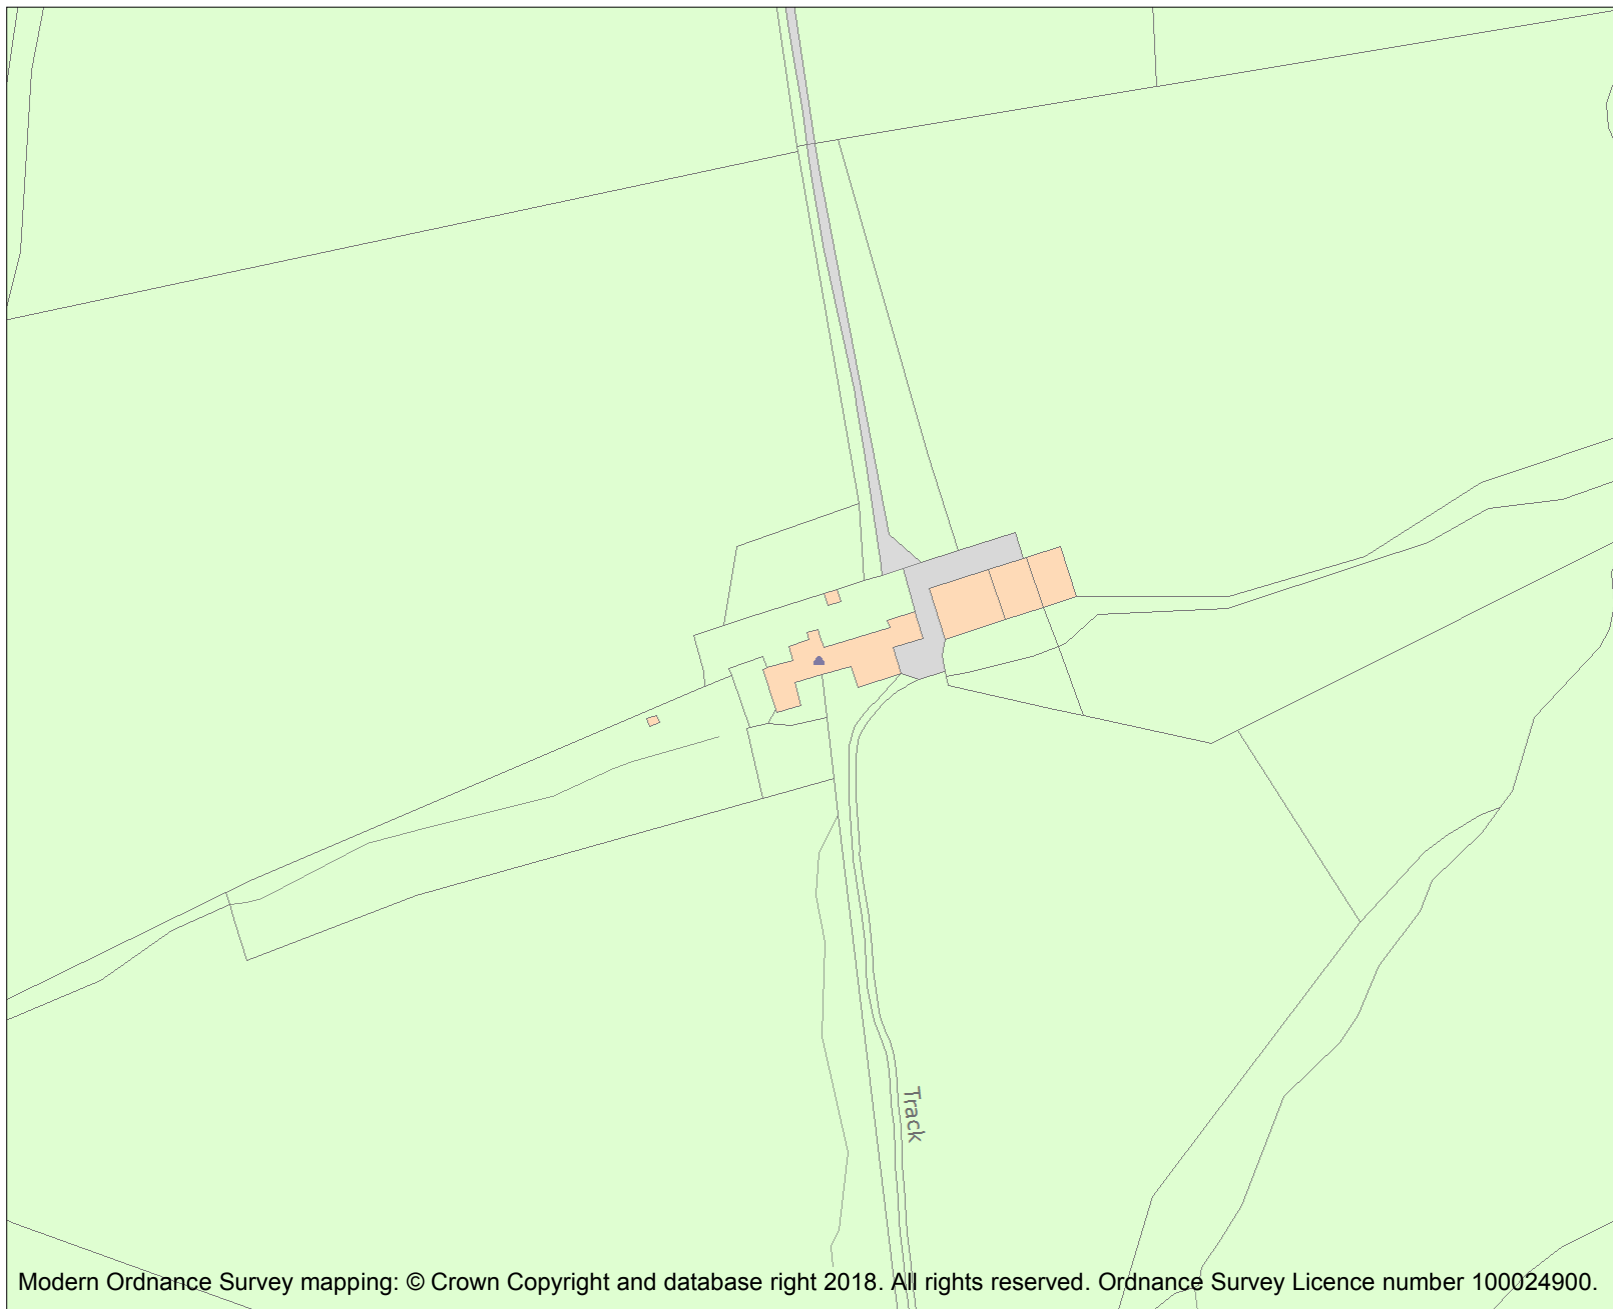 Track
Modern Ordnance Survey mapping: © Crown Copyright and database right 2018. All rights reserved. Ordnance Survey Licence number 100024900.